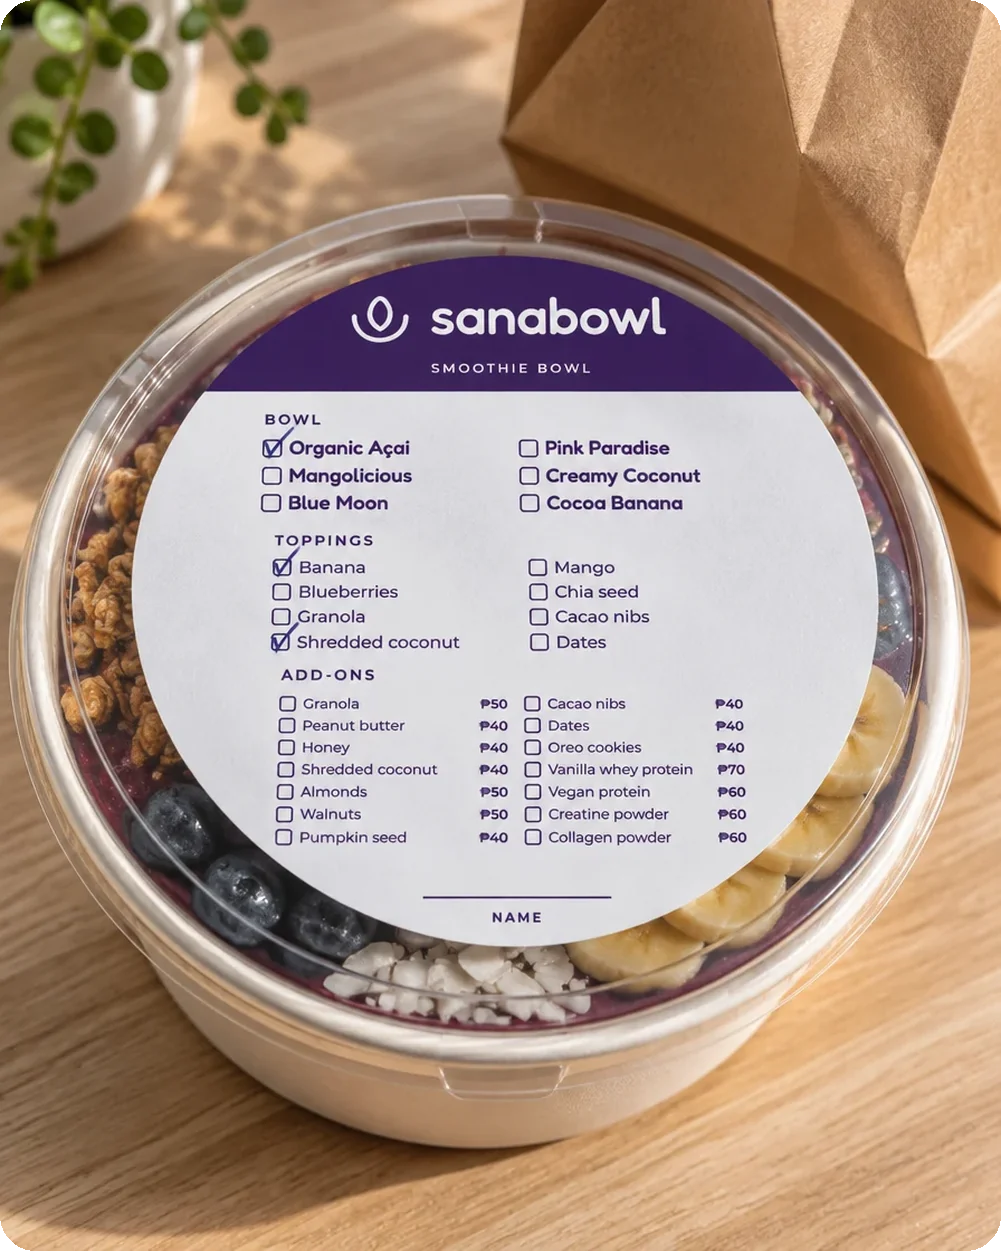 sanabowl
SMOOTHIE BOWL
BOWL
Organic Açai
Mangolicious
Blue Moon
Pink Paradise
Creamy Coconut
Cocoa Banana
TOPPINGS
Banana
Blueberries
Granola
Shredded coconut
Mango
Chia seed
Cacao nibs
Dates
ADD-ONS
Granola ₱50
Peanut butter ₱40
Honey ₱40
Shredded coconut ₱40
Almonds ₱50
Walnuts ₱50
Pumpkin seed ₱40
Cacao nibs ₱40
Dates ₱40
Oreo cookies ₱40
Vanilla whey protein ₱70
Vegan protein ₱60
Creatine powder ₱60
Collagen powder ₱60
NAME